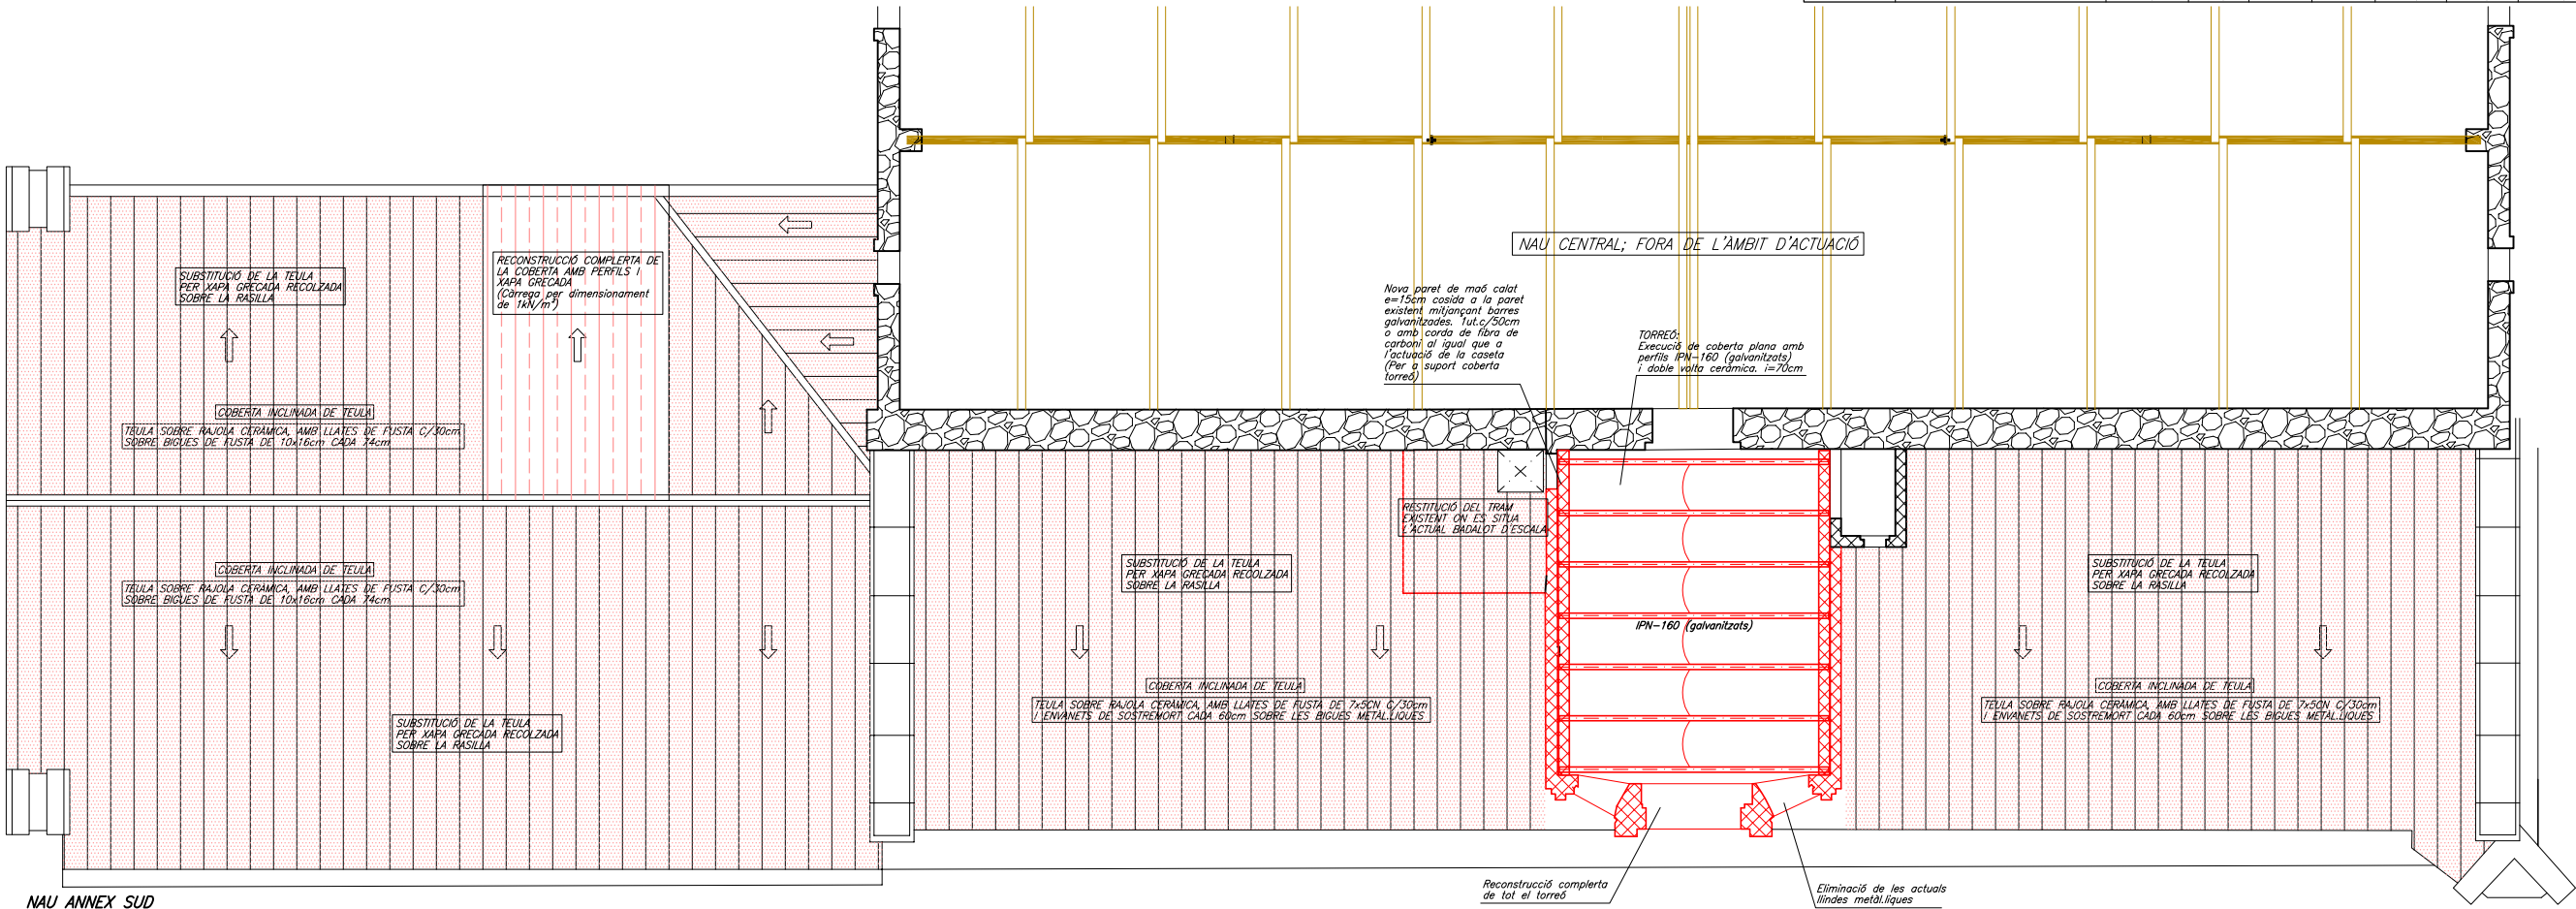 NAU CENTRAL; FORA DE L'ÀMBIT D'ACTUACIÓ
SUBSTITUCIÓ DE LA TEULA
PER XAPA GRECADA RECOLZADA
SOBRE LA RASILLA
RECONSTRUCCIÓ COMPLERTA DE
LA COBERTA AMB PERFILS I
XAPA GRECADA
(Càrrega per dimensionament
de 1kN/m²)
COBERTA INCLINADA DE TEULA
TEULA SOBRE RAJOLA CERÀMICA, AMB LLATES DE FUSTA C/30cm
SOBRE BIGUES DE FUSTA DE 10x16cm CADA 74cm
Nova paret de maó calat
e=15cm cosida a la paret
existent mitjançant barres
galvanitzades. 1ut.c/50cm
o amb corda de fibra de
carboni al igual que a
l'actuació de la caseta
(Per a suport coberta
torreó)
TORREÓ:
Execució de coberta plana amb
perfils IPN-160 (galvanitzats)
i doble volta ceràmica. i=70cm
RESTITUCIÓ DEL TRAM
EXISTENT ON ES SITUA
L'ACTUAL BADALOT D'ESCALA
COBERTA INCLINADA DE TEULA
TEULA SOBRE RAJOLA CERÀMICA, AMB LLATES DE FUSTA C/30cm
SOBRE BIGUES DE FUSTA DE 10x16cm CADA 74cm
SUBSTITUCIÓ DE LA TEULA
PER XAPA GRECADA RECOLZADA
SOBRE LA RASILLA
SUBSTITUCIÓ DE LA TEULA
PER XAPA GRECADA RECOLZADA
SOBRE LA RASILLA
IPN-160 (galvanitzats)
SUBSTITUCIÓ DE LA TEULA
PER XAPA GRECADA RECOLZADA
SOBRE LA RASILLA
COBERTA INCLINADA DE TEULA
TEULA SOBRE RAJOLA CERÀMICA, AMB LLATES DE FUSTA DE 7x5CN C/30cm
I ENVANETS DE SOSTREMORT CADA 60cm SOBRE LES BIGUES METAL.LIQUES
COBERTA INCLINADA DE TEULA
TEULA SOBRE RAJOLA CERÀMICA, AMB LLATES DE FUSTA DE 7x5CN C/30cm
I ENVANETS DE SOSTREMORT CADA 60cm SOBRE LES BIGUES METAL.LIQUES
Reconstrucció complerta
de tot el torreó
Eliminació de les actuals
llindes metàl.liques
NAU ANNEX SUD